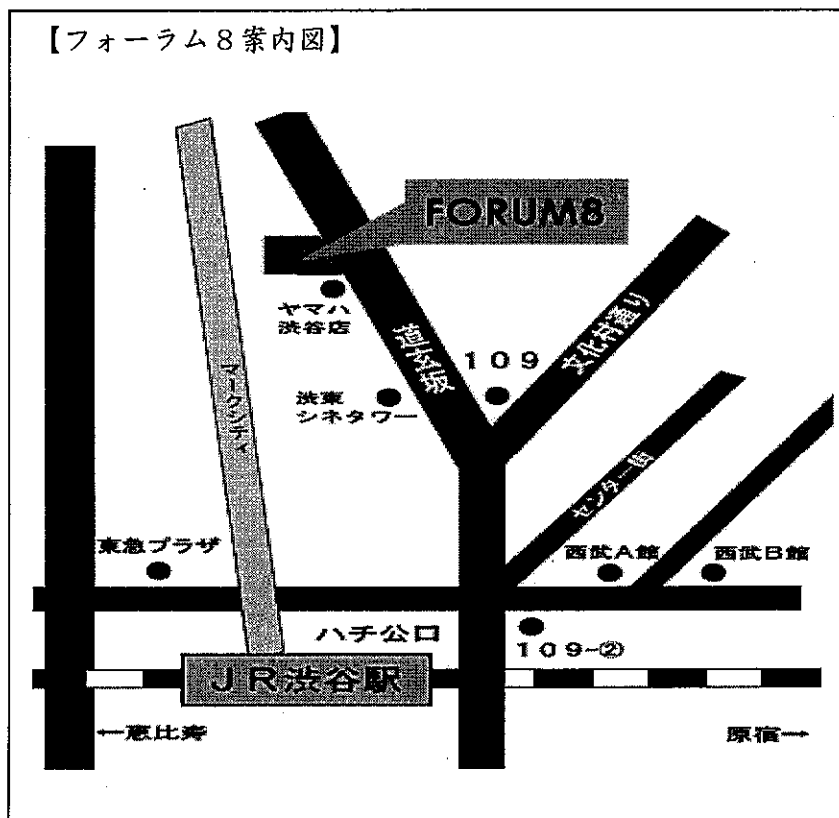 【フォーラム８案内図】
FORUM8
ヤマハ
渋谷店
道玄坂
１０９
文化村通り
マークシティ
渋東
シネタワー
センター街
東急プラザ
西武Ａ館
西武Ｂ館
ハチ公口
１０９-②
ＪＲ渋谷駅
←恵比寿
原宿→